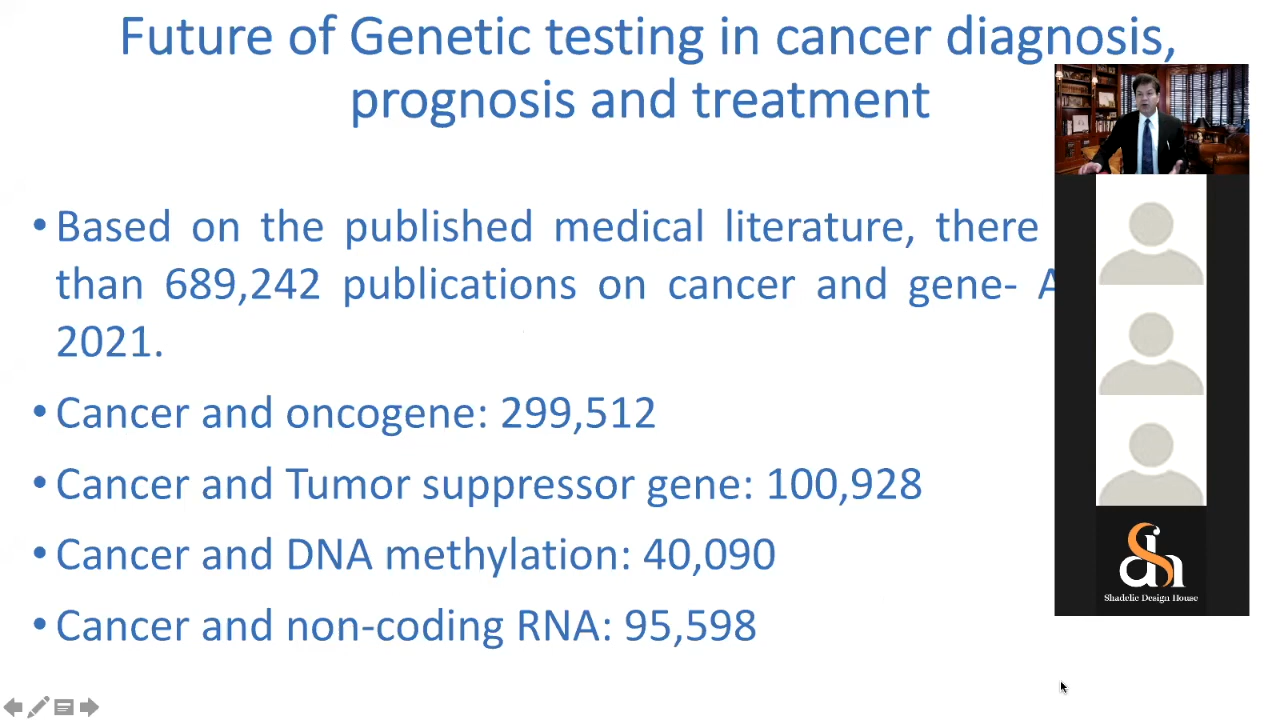 Future of Genetic testing in cancer diagnosis,
prognosis and treatment
• Based on the published medical literature, there
than 689,242 publications on cancer and gene- A
2021.
• Cancer and oncogene: 299,512
• Cancer and Tumor suppressor gene: 100,928
• Cancer and DNA methylation: 40,090
• Cancer and non-coding RNA: 95,598
Shadelic Design House